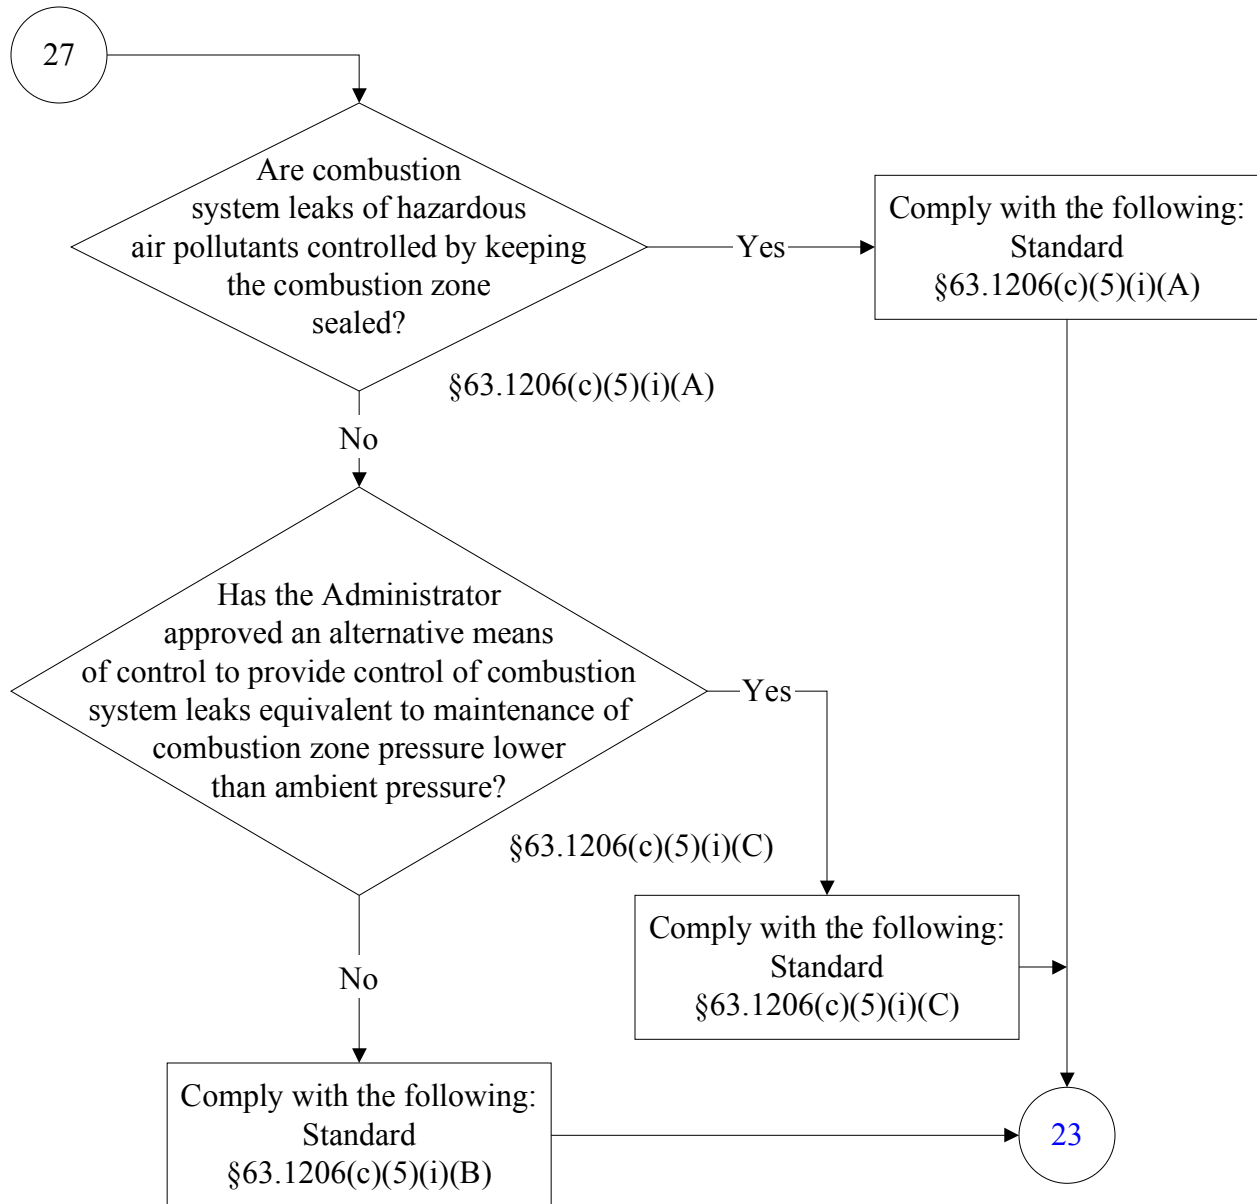 27
Are combustion
system leaks of hazardous
air pollutants controlled by keeping
the combustion zone
sealed?
Yes
Comply with the following:
Standard
§63.1206(c)(5)(i)(A)
§63.1206(c)(5)(i)(A)
No
Has the Administrator
approved an alternative means
of control to provide control of combustion
system leaks equivalent to maintenance of
combustion zone pressure lower
than ambient pressure?
Yes
§63.1206(c)(5)(i)(C)
Comply with the following:
Standard
§63.1206(c)(5)(i)(C)
No
Comply with the following:
Standard
§63.1206(c)(5)(i)(B)
23